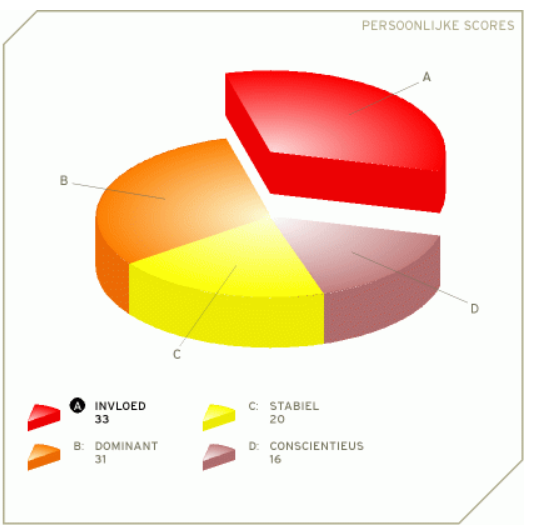 PERSOONLIJKE SCORES
A
B
D
C
A INVLOED
33
C: STABIEL
20
B: DOMINANT
31
D: CONSCIENTIEUS
16